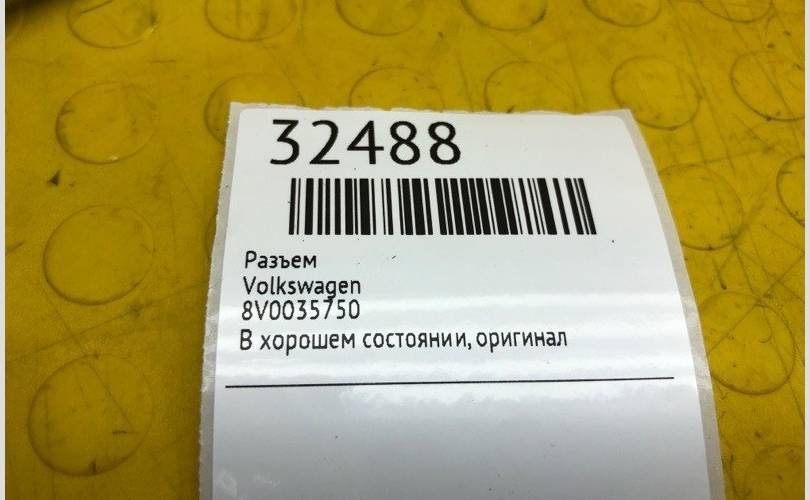 32488
Разъем
Volkswagen
8V0035750
В хорошем состоянии, оригинал